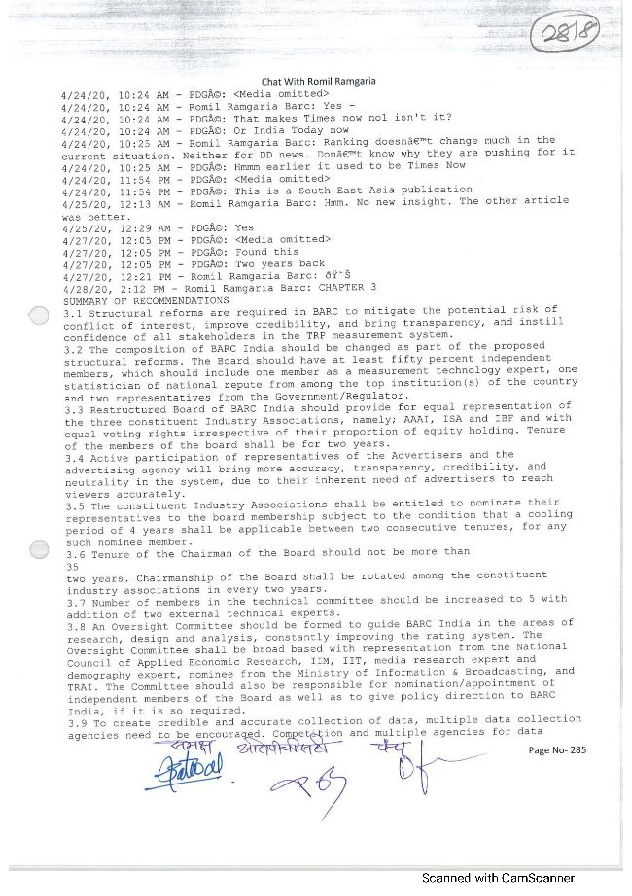 2818
Chat With Romil Ramgaria
4/24/20, 10:24 AM - PDGÂ©: <Media omitted>
4/24/20, 10:24 AM - Romil Ramgaria Barc: Yes -
4/24/20, 10:24 AM - PDGÂ©: That makes Times now no1 isn't it?
4/24/20, 10:24 AM - PDGÂ©: Or India Today now
4/24/20, 10:25 AM - Romil Ramgaria Barc: Ranking doesnâ€™t change much in the
current situation. Neither for DD news. Donâ€™t know why they are pushing for it
4/24/20, 10:25 AM - PDGÂ©: Hmmm earlier it used to be Times Now
4/24/20, 11:54 PM - PDGÂ©: <Media omitted>
4/24/20, 11:54 PM - PDGÂ©: This is a South East Asia publication
4/25/20, 12:13 AM - Romil Ramgaria Barc: Hmm. No new insight. The other article
was better.
4/25/20, 12:29 AM - PDGÂ©: Yes
4/27/20, 12:05 PM - PDGÂ©: <Media omitted>
4/27/20, 12:05 PM - PDGÂ©: Found this
4/27/20, 12:05 PM - PDGÂ©: Two years back
4/27/20, 12:21 PM - Romil Ramgaria Barc: ðŸ˜Š
4/28/20, 2:12 PM - Romil Ramgaria Barc: CHAPTER 3
SUMMARY OF RECOMMENDATIONS
3.1 Structural reforms are required in BARC to mitigate the potential risk of
conflict of interest, improve credibility, and bring transparency, and instill
confidence of all stakeholders in the TRP measurement system.
3.2 The composition of BARC India should be changed as part of the proposed
structural reforms. The Board should have at least fifty percent independent
members, which should include one member as a measurement technology expert, one
statistician of national repute from among the top institution(s) of the country
and two representatives from the Government/Regulator.
3.3 Restructured Board of BARC India should provide for equal representation of
the three constituent Industry Associations, namely; AAAI, ISA and IBF and with
equal voting rights irrespective of their proportion of equity holding. Tenure
of the members of the board shall be for two years.
3.4 Active participation of representatives of the Advertisers and the
advertising agency will bring more accuracy, transparency, credibility, and
neutrality in the system, due to their inherent need of advertisers to reach
viewers accurately.
3.5 The constituent Industry Associations shall be entitled to nominate their
representatives to the board membership subject to the condition that a cooling
period of 4 years shall be applicable between two consecutive tenures, for any
such nominee member.
3.6 Tenure of the Chairman of the Board should not be more than
35
two years. Chairmanship of the Board shall be rotated among the constituent
industry associations in every two years.
3.7 Number of members in the technical committee should be increased to 5 with
addition of two external technical experts.
3.8 An Oversight Committee should be formed to guide BARC India in the areas of
research, design and analysis, constantly improving the rating system. The
Oversight Committee shall be broad based with representation from the National
Council of Applied Economic Research, IIM, IIT, media research expert and
demography expert, nominee from the Ministry of Information & Broadcasting, and
TRAI. The Committee should also be responsible for nomination/appointment of
independent members of the Board as well as to give policy direction to BARC
India, if it is so required.
3.9 To create credible and accurate collection of data, multiple data collection
agencies need to be encouraged. Competition and multiple agencies for data
समक्ष पंच
Page No- 235
Scanned with CamScanner